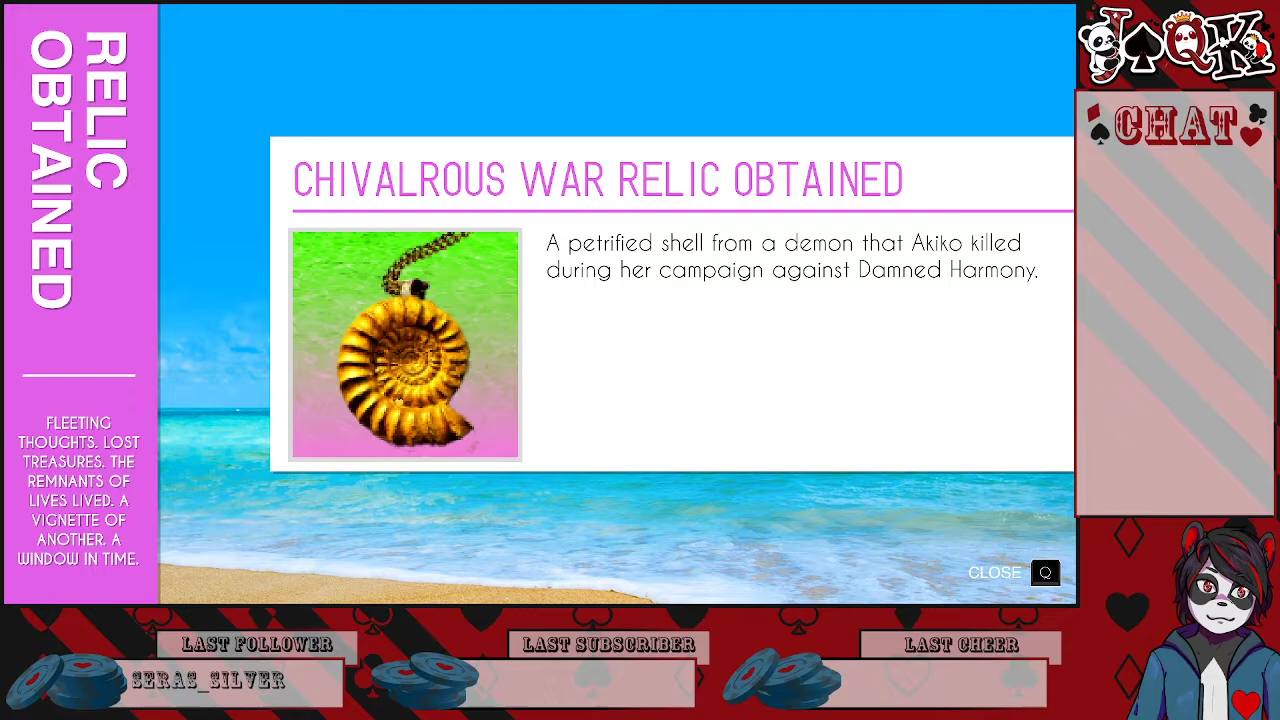 RELIC
OBTAINED
FLEETING
THOUGHTS. LOST
TREASURES. THE
REMNANTS OF
LIVES LIVED. A
VIGNETTE OF
ANOTHER. A
WINDOW IN TIME.
CHIVALROUS WAR RELIC OBTAINED
A petrified shell from a demon that Akiko killed
during her campaign against Damned Harmony.
CLOSE Q
JQK
CHAT
LAST FOLLOWER
SERAS_SILVER
LAST SUBSCRIBER
LAST CHEER